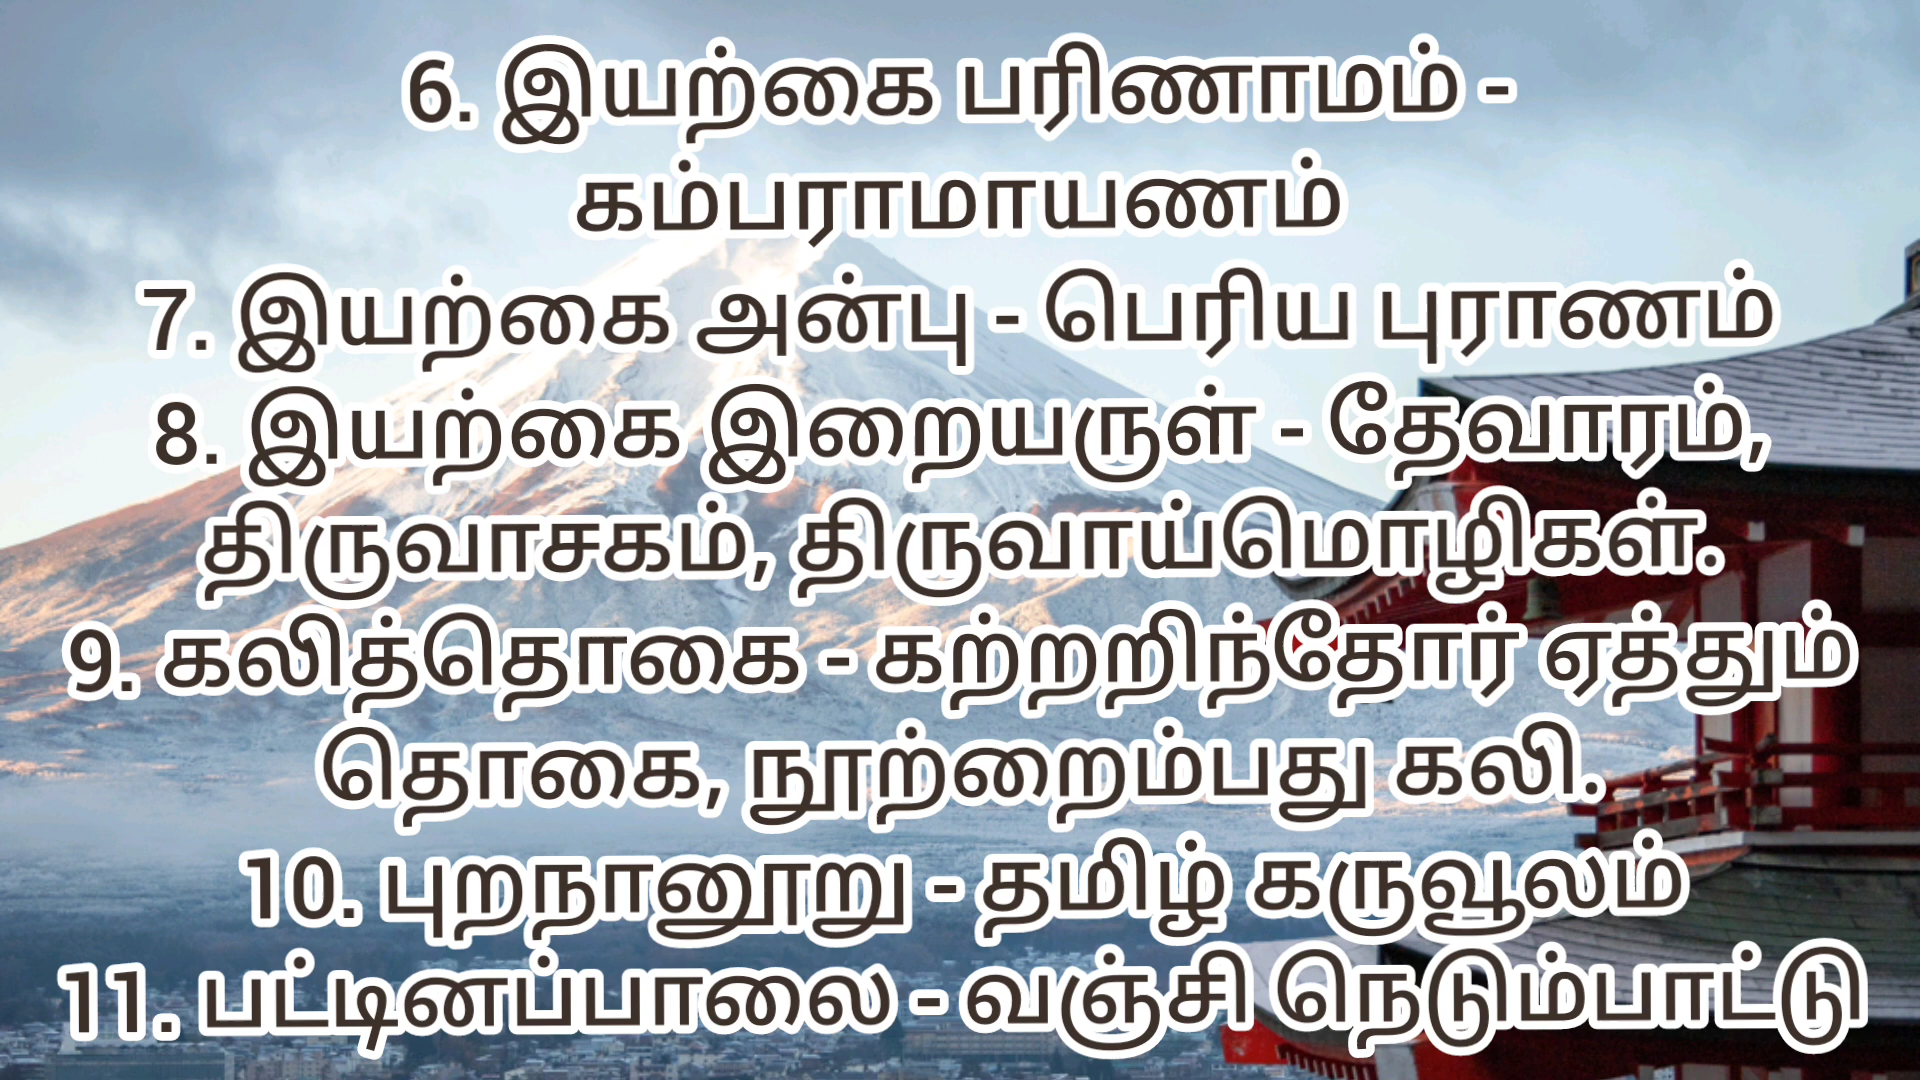 6. இயற்கை பரிணாமம் -
கம்பராமாயணம்
7. இயற்கை அன்பு - பெரிய புராணம்
8. இயற்கை இறையருள் - தேவாரம்,
திருவாசகம், திருவாய்மொழிகள்.
9. கலித்தொகை - கற்றறிந்தோர் ஏத்தும்
தொகை, நூற்றைம்பது கலி.
10. புறநானூறு - தமிழ் கருவூலம்
11. பட்டினப்பாலை - வஞ்சி நெடும்பாட்டு